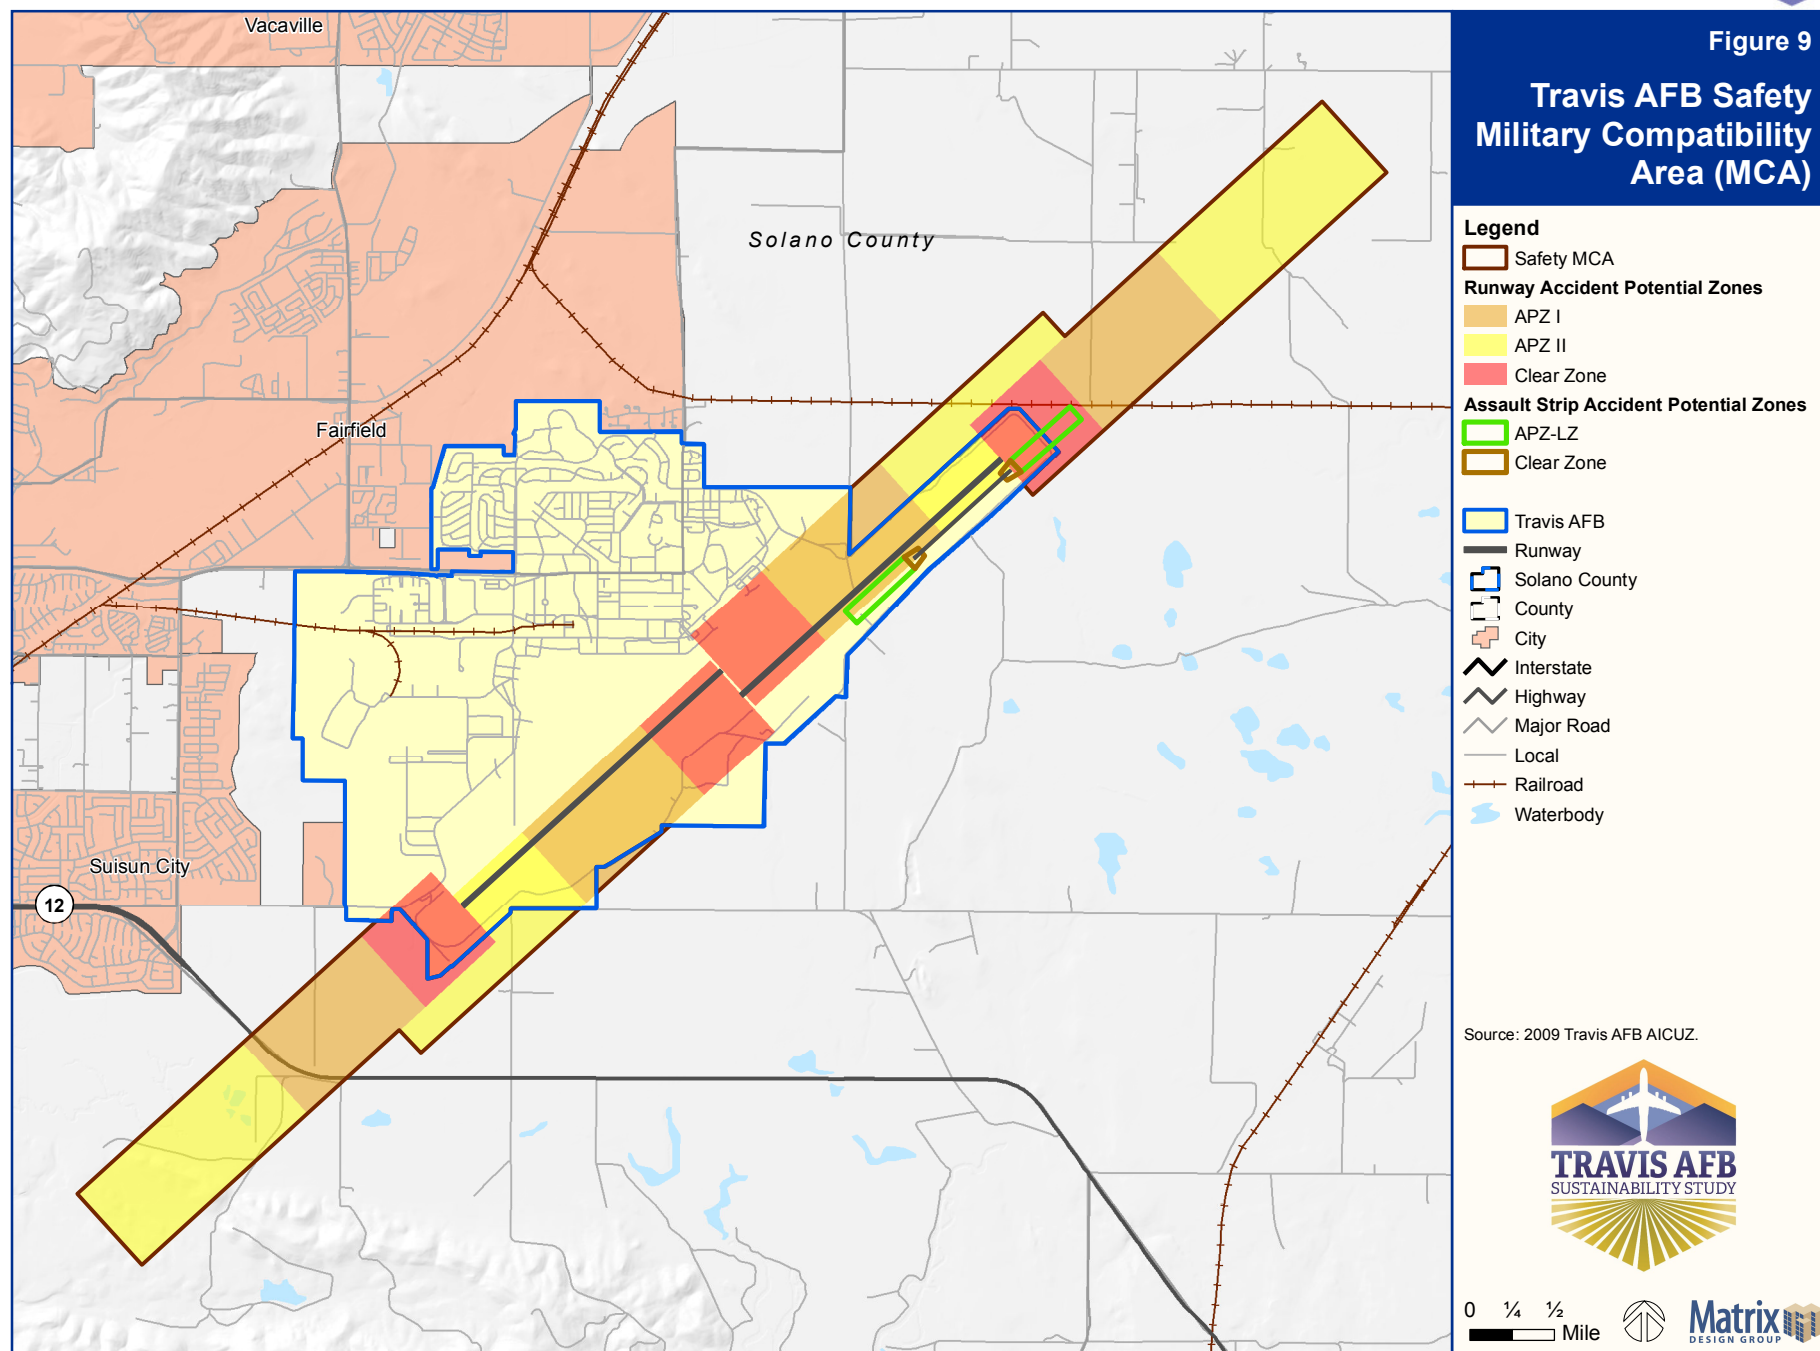 Vacaville
Solano County
Fairfield
Suisun City
12
Figure 9
Travis AFB Safety
Military Compatibility
Area (MCA)
Legend
Safety MCA
Runway Accident Potential Zones
APZ I
APZ II
Clear Zone
Assault Strip Accident Potential Zones
APZ-LZ
Clear Zone
Travis AFB
Runway
Solano County
County
City
Interstate
Highway
Major Road
Local
Railroad
Waterbody
Source: 2009 Travis AFB AICUZ.
TRAVIS AFB
SUSTAINABILITY STUDY
0 ¼ ½
Mile
Matrix
DESIGN GROUP